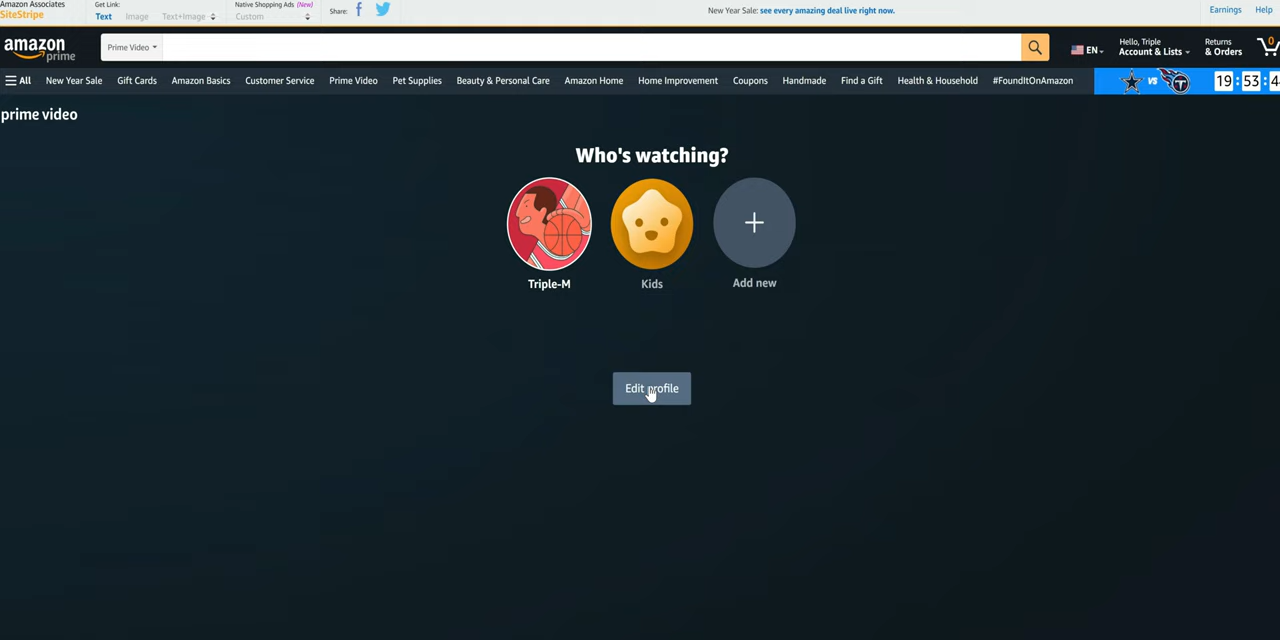 Amazon Associates
SiteStripe
Get Link:
Text Image Text+Image
Native Shopping Ads (New)
Custom
Share:
New Year Sale: see every amazing deal live right now.
Earnings Help
amazon
prime
Prime Video
EN
Hello, Triple
Account & Lists
Returns
& Orders
0
All New Year Sale Gift Cards Amazon Basics Customer Service Prime Video Pet Supplies Beauty & Personal Care Amazon Home Home Improvement Coupons Handmade Find a Gift Health & Household #FoundItOnAmazon
VS T 19:53:4
prime video
Who's watching?
Triple-M Kids Add new
Edit profile